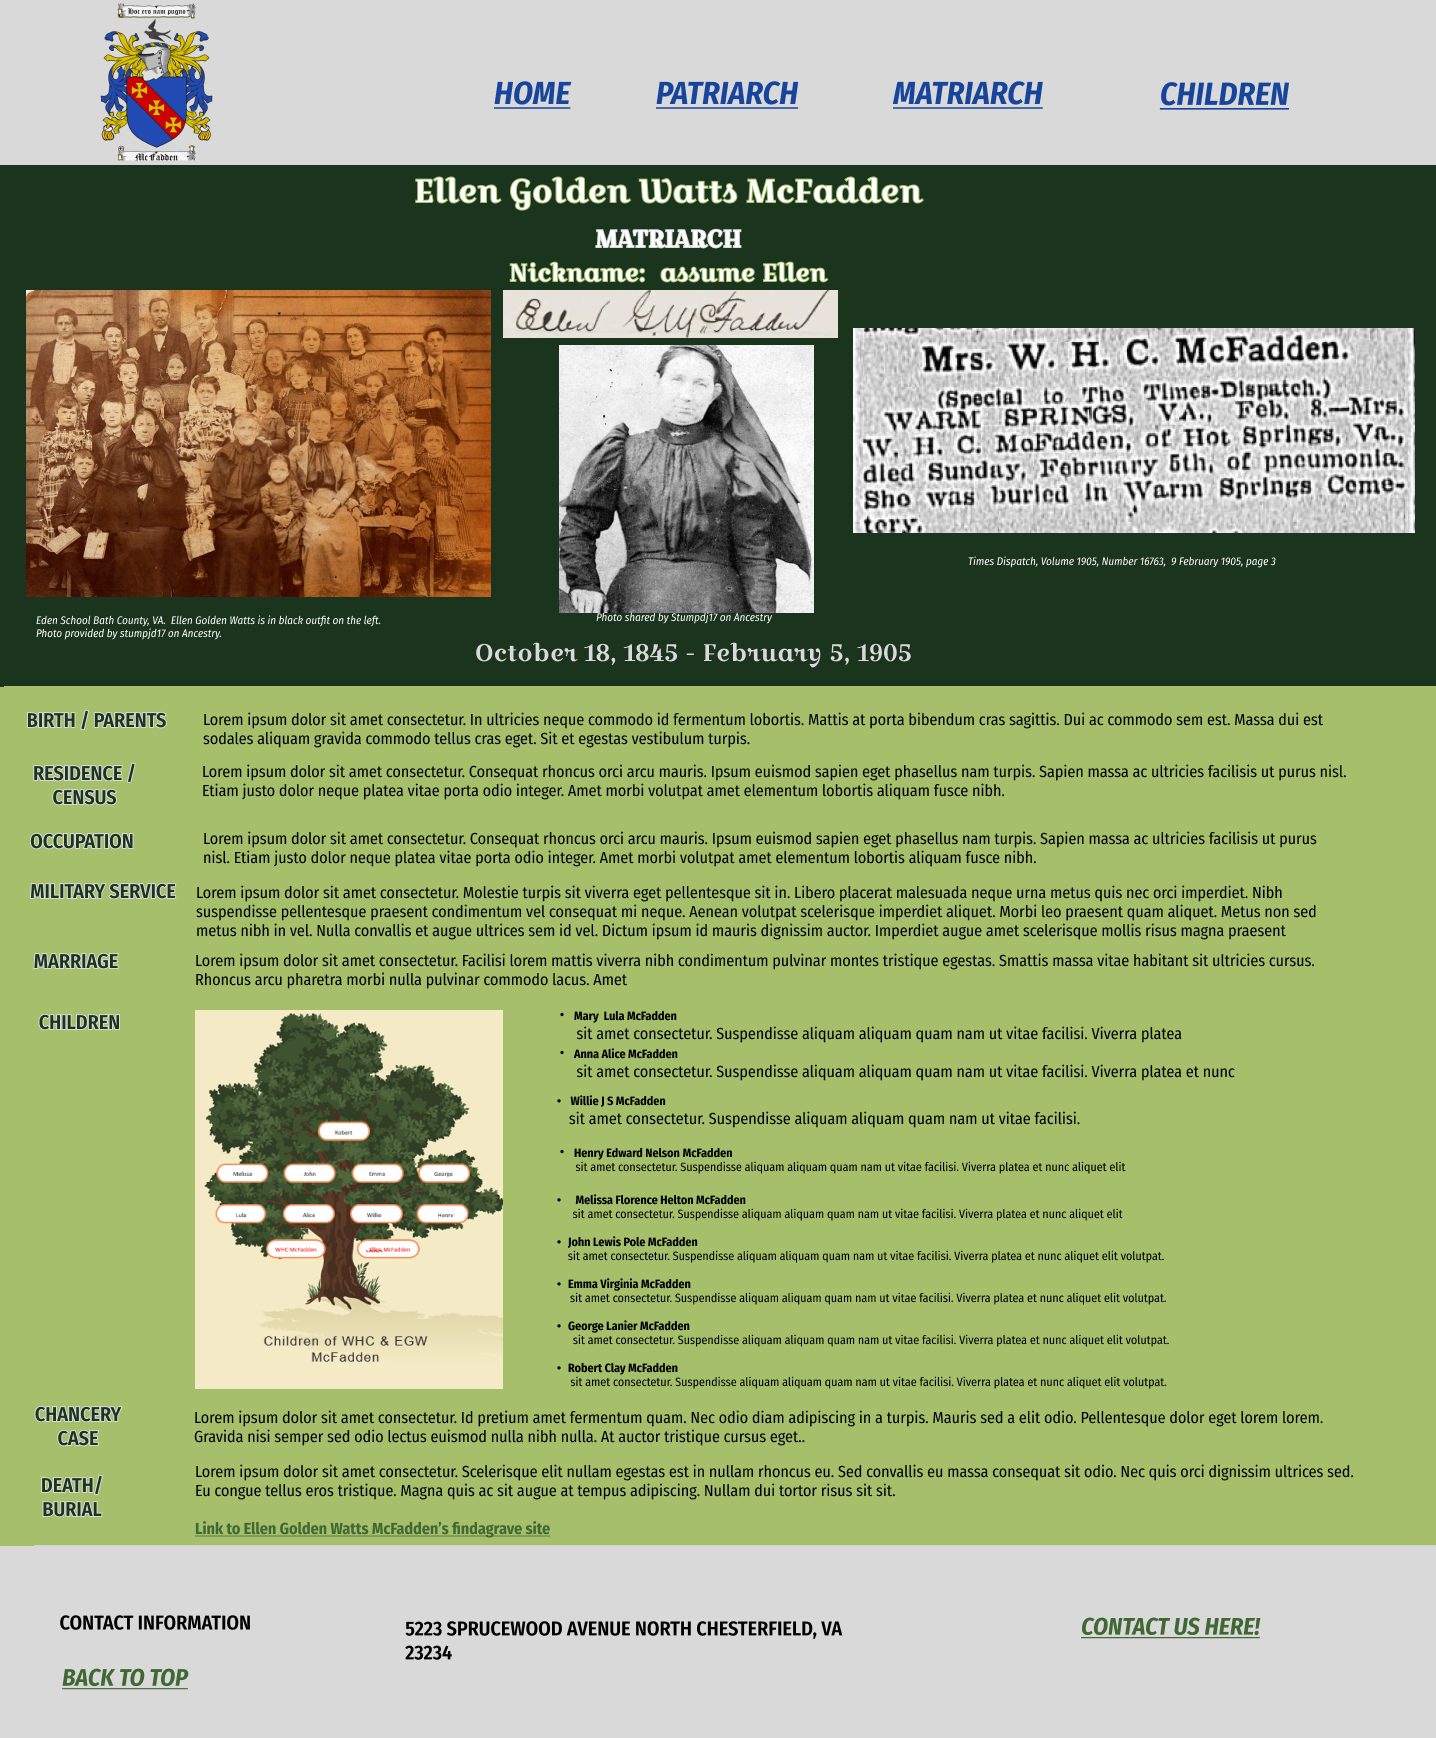 Hoc ero nam pugno
McFadden
HOME PATRIARCH MATRIARCH CHILDREN
Ellen Golden Watts McFadden
MATRIARCH
Nickname: assume Ellen
Ellen G. McFadden
Mrs. W. H. C. McFadden.
(Special to The Times-Dispatch.)
WARM SPRINGS, VA., Feb. 8.—Mrs.
W. H. C. McFadden, of Hot Springs, Va.,
died Sunday, February 5th, of pneumonia.
She was buried in Warm Springs Ceme-
tery.
Times Dispatch, Volume 1905, Number 16763, 9 February 1905, page 3
Eden School Bath County, VA. Ellen Golden Watts is in black outfit on the left.
Photo provided by stumpjd17 on Ancestry.
Photo shared by Stumpdj17 on Ancestry
October 18, 1845 - February 5, 1905
BIRTH / PARENTS
Lorem ipsum dolor sit amet consectetur. In ultricies neque commodo id fermentum lobortis. Mattis at porta bibendum cras sagittis. Dui ac commodo sem est. Massa dui est
sodales aliquam gravida commodo tellus cras eget. Sit et egestas vestibulum turpis.
RESIDENCE /
CENSUS
Lorem ipsum dolor sit amet consectetur. Consequat rhoncus orci arcu mauris. Ipsum euismod sapien eget phasellus nam turpis. Sapien massa ac ultricies facilisis ut purus nisl.
Etiam justo dolor neque platea vitae porta odio integer. Amet morbi volutpat amet elementum lobortis aliquam fusce nibh.
OCCUPATION
Lorem ipsum dolor sit amet consectetur. Consequat rhoncus orci arcu mauris. Ipsum euismod sapien eget phasellus nam turpis. Sapien massa ac ultricies facilisis ut purus
nisl. Etiam justo dolor neque platea vitae porta odio integer. Amet morbi volutpat amet elementum lobortis aliquam fusce nibh.
MILITARY SERVICE
Lorem ipsum dolor sit amet consectetur. Molestie turpis sit viverra eget pellentesque sit in. Libero placerat malesuada neque urna metus quis nec orci imperdiet. Nibh
suspendisse pellentesque praesent condimentum vel consequat mi neque. Aenean volutpat scelerisque imperdiet aliquet. Morbi leo praesent quam aliquet. Metus non sed
metus nibh in vel. Nulla convallis et augue ultrices sem id vel. Dictum ipsum id mauris dignissim auctor. Imperdiet augue amet scelerisque mollis risus magna praesent
MARRIAGE
Lorem ipsum dolor sit amet consectetur. Facilisi lorem mattis viverra nibh condimentum pulvinar montes tristique egestas. Smattis massa vitae habitant sit ultricies cursus.
Rhoncus arcu pharetra morbi nulla pulvinar commodo lacus. Amet
CHILDREN
Robert
Melissa John Emma George
Lula Alice Willie Henry
WHC McFadden McFadden
Children of WHC & EGW
McFadden
• Mary Lula McFadden
sit amet consectetur. Suspendisse aliquam aliquam quam nam ut vitae facilisi. Viverra platea
• Anna Alice McFadden
sit amet consectetur. Suspendisse aliquam aliquam quam nam ut vitae facilisi. Viverra platea et nunc
• Willie J S McFadden
sit amet consectetur. Suspendisse aliquam aliquam quam nam ut vitae facilisi.
• Henry Edward Nelson McFadden
sit amet consectetur. Suspendisse aliquam aliquam quam nam ut vitae facilisi. Viverra platea et nunc aliquet elit
• Melissa Florence Helton McFadden
sit amet consectetur. Suspendisse aliquam aliquam quam nam ut vitae facilisi. Viverra platea et nunc aliquet elit
• John Lewis Pole McFadden
sit amet consectetur. Suspendisse aliquam aliquam quam nam ut vitae facilisi. Viverra platea et nunc aliquet elit volutpat.
• Emma Virginia McFadden
sit amet consectetur. Suspendisse aliquam aliquam quam nam ut vitae facilisi. Viverra platea et nunc aliquet elit volutpat.
• George Lanier McFadden
sit amet consectetur. Suspendisse aliquam aliquam quam nam ut vitae facilisi. Viverra platea et nunc aliquet elit volutpat.
• Robert Clay McFadden
sit amet consectetur. Suspendisse aliquam aliquam quam nam ut vitae facilisi. Viverra platea et nunc aliquet elit volutpat.
CHANCERY
CASE
Lorem ipsum dolor sit amet consectetur. Id pretium amet fermentum quam. Nec odio diam adipiscing in a turpis. Mauris sed a elit odio. Pellentesque dolor eget lorem lorem.
Gravida nisi semper sed odio lectus euismod nulla nibh nulla. At auctor tristique cursus eget..
DEATH/
BURIAL
Lorem ipsum dolor sit amet consectetur. Scelerisque elit nullam egestas est in nullam rhoncus eu. Sed convallis eu massa consequat sit odio. Nec quis orci dignissim ultrices sed.
Eu congue tellus eros tristique. Magna quis ac sit augue at tempus adipiscing. Nullam dui tortor risus sit sit.
Link to Ellen Golden Watts McFadden’s findagrave site
CONTACT INFORMATION
5223 SPRUCEWOOD AVENUE NORTH CHESTERFIELD, VA
23234
CONTACT US HERE!
BACK TO TOP